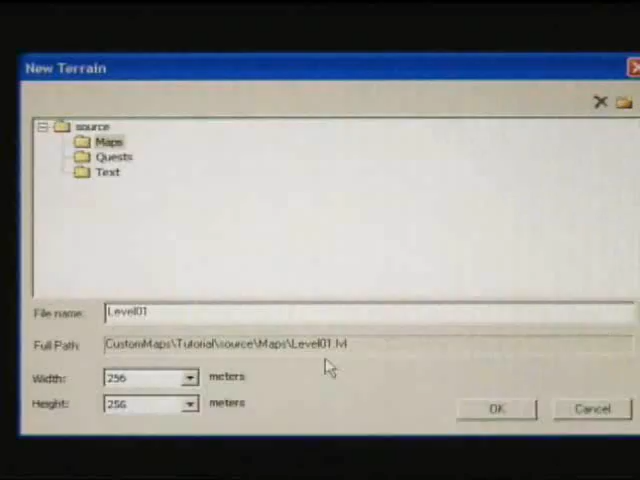 New Terrain
source
Maps
Quests
Text
File name: Level01
Full Path: CustomMaps\Tutorial\source\Maps\Level01.lvl
Width: 256 meters
Height: 256 meters
OK Cancel